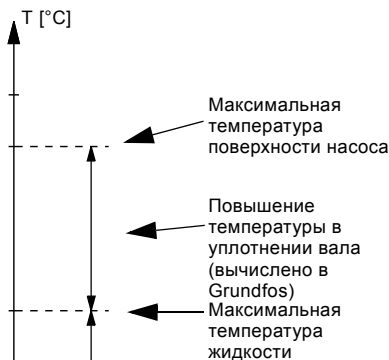 T [°C]
Максимальная
температура
поверхности насоса
Повышение
температуры в
уплотнении вала
(вычислено в
Grundfos)
Максимальная
температура
жидкости